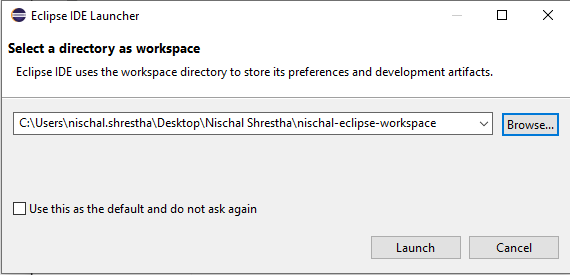 Eclipse IDE Launcher
Select a directory as workspace
Eclipse IDE uses the workspace directory to store its preferences and development artifacts.
C:\Users\nischal.shrestha\Desktop\Nischal Shrestha\nischal-eclipse-workspace
Browse...
Use this as the default and do not ask again
Launch
Cancel